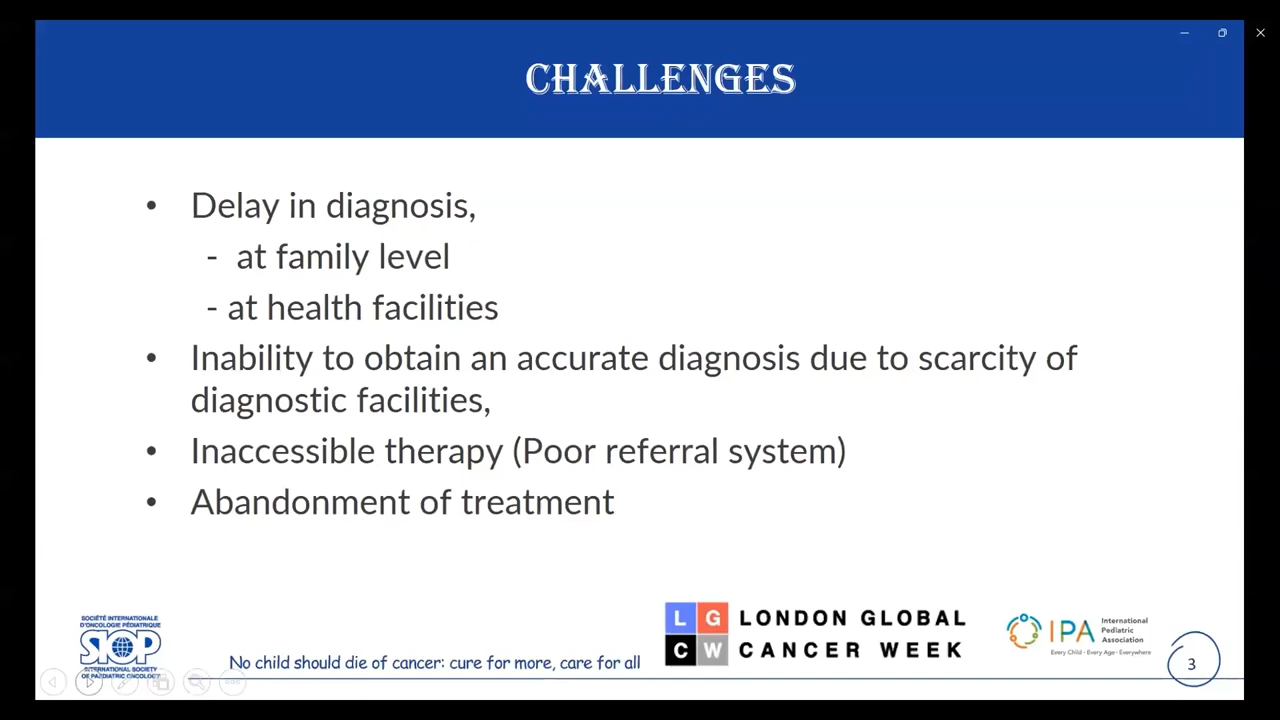 CHALLENGES
• Delay in diagnosis,
- at family level
- at health facilities
• Inability to obtain an accurate diagnosis due to scarcity of
diagnostic facilities,
• Inaccessible therapy (Poor referral system)
• Abandonment of treatment
SOCIÉTÉ INTERNATIONALE
D'ONCOLOGIE PÉDIATRIQUE
SIOP
INTERNATIONAL SOCIETY
OF PAEDIATRIC ONCOLOGY
No child should die of cancer: cure for more, care for all
L G
C W
LONDON GLOBAL
CANCER WEEK
IPA
International
Pediatric
Association
Every Child - Every Age - Everywhere
3